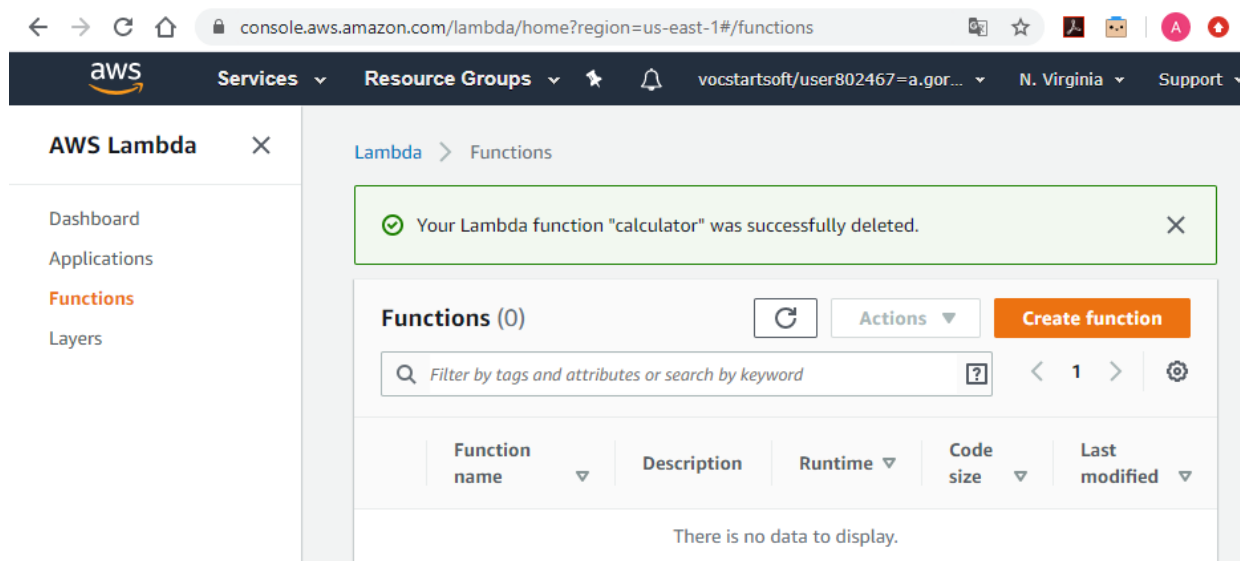 console.aws.amazon.com/lambda/home?region=us-east-1#/functions
A
aws Services Resource Groups vocstartsoft/user802467=a.gor... N. Virginia Support
AWS Lambda
Dashboard
Applications
Functions
Layers
Lambda > Functions
Your Lambda function "calculator" was successfully deleted.
Functions (0) Actions Create function
Filter by tags and attributes or search by keyword ? < 1 >
Function name Description Runtime Code size Last modified
There is no data to display.